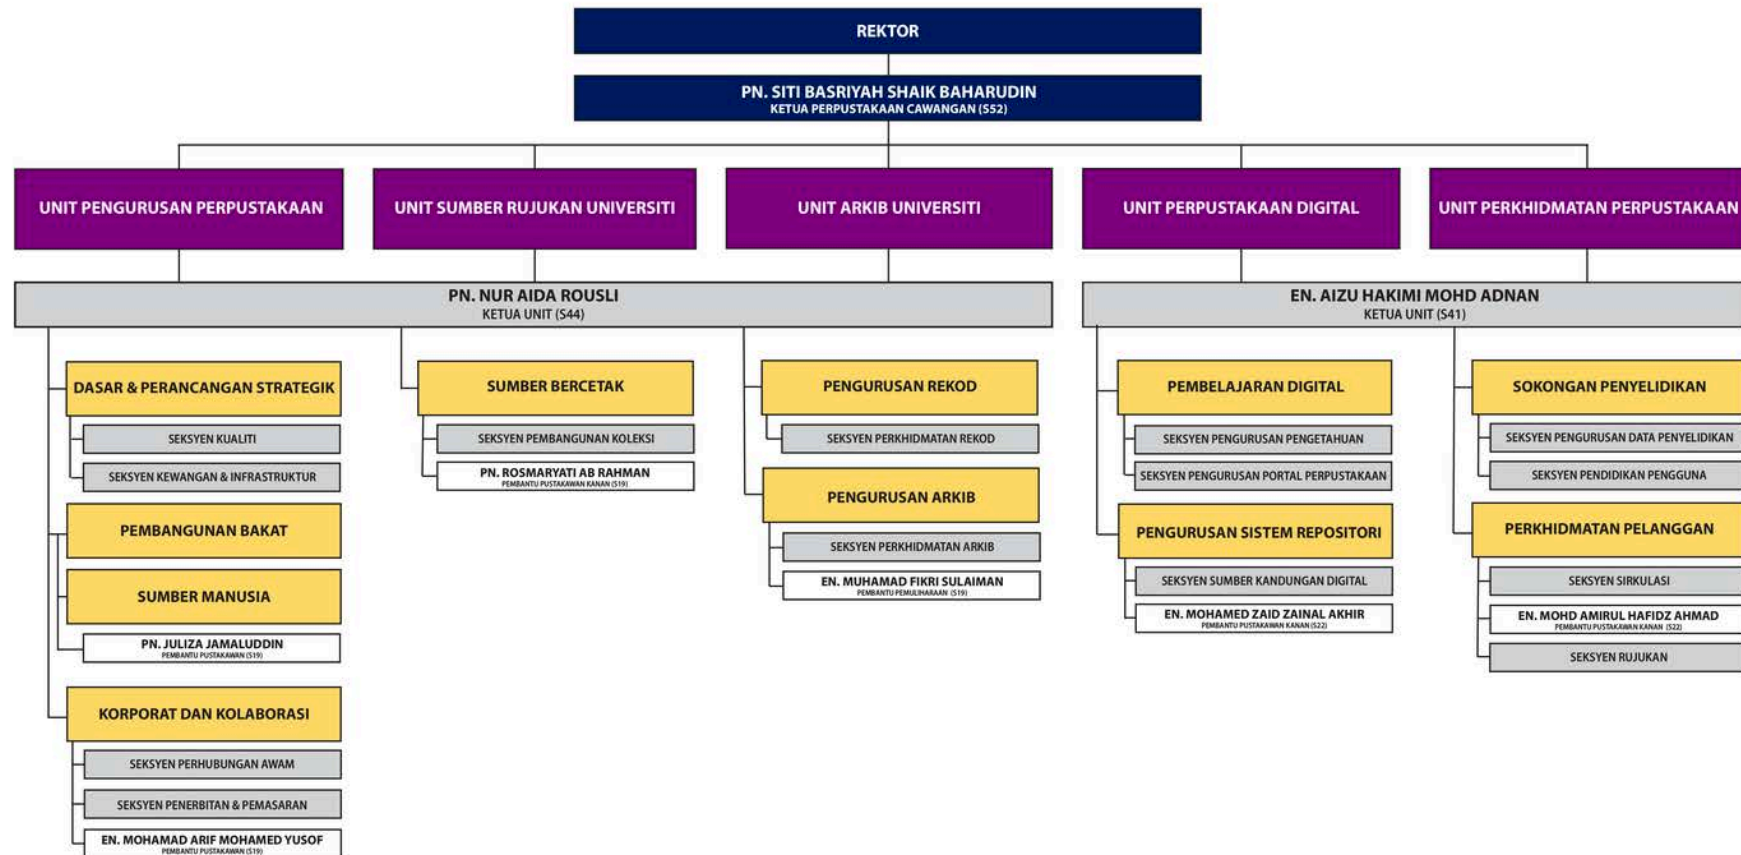 REKTOR
PN. SITI BASRIYAH SHAIK BAHARUDIN
KETUA PERPUSTAKAAN CAWANGAN (S52)
UNIT PENGURUSAN PERPUSTAKAAN
UNIT SUMBER RUJUKAN UNIVERSITI
UNIT ARKIB UNIVERSITI
UNIT PERPUSTAKAAN DIGITAL
UNIT PERKHIDMATAN PERPUSTAKAAN
PN. NUR AIDA ROUSLI
KETUA UNIT (S44)
EN. AIZU HAKIMI MOHD ADNAN
KETUA UNIT (S41)
DASAR & PERANCANGAN STRATEGIK
SEKSYEN KUALITI
SEKSYEN KEWANGAN & INFRASTRUKTUR
PEMBANGUNAN BAKAT
SUMBER MANUSIA
PN. JULIZA JAMALUDDIN
PEMBANTU PUSTAKAWAN (S19)
KORPORAT DAN KOLABORASI
SEKSYEN PERHUBUNGAN AWAM
SEKSYEN PENERBITAN & PEMASARAN
EN. MOHAMAD ARIF MOHAMED YUSOF
PEMBANTU PUSTAKAWAN (S19)
SUMBER BERCETAK
SEKSYEN PEMBANGUNAN KOLEKSI
PN. ROSMARYATI AB RAHMAN
PEMBANTU PUSTAKAWAN KANAN (S19)
PENGURUSAN REKOD
SEKSYEN PERKHIDMATAN REKOD
PENGURUSAN ARKIB
SEKSYEN PERKHIDMATAN ARKIB
EN. MUHAMAD FIKRI SULAIMAN
PEMBANTU PEMULIHARAAN (S19)
PEMBELAJARAN DIGITAL
SEKSYEN PENGURUSAN PENGETAHUAN
SEKSYEN PENGURUSAN PORTAL PERPUSTAKAAN
PENGURUSAN SISTEM REPOSITORI
SEKSYEN SUMBER KANDUNGAN DIGITAL
EN. MOHAMED ZAID ZAINAL AKHIR
PEMBANTU PUSTAKAWAN KANAN (S22)
SOKONGAN PENYELIDIKAN
SEKSYEN PENGURUSAN DATA PENYELIDIKAN
SEKSYEN PENDIDIKAN PENGGUNA
PERKHIDMATAN PELANGGAN
SEKSYEN SIRKULASI
EN. MOHD AMIRUL HAFIDZ AHMAD
PEMBANTU PUSTAKAWAN KANAN (S22)
SEKSYEN RUJUKAN